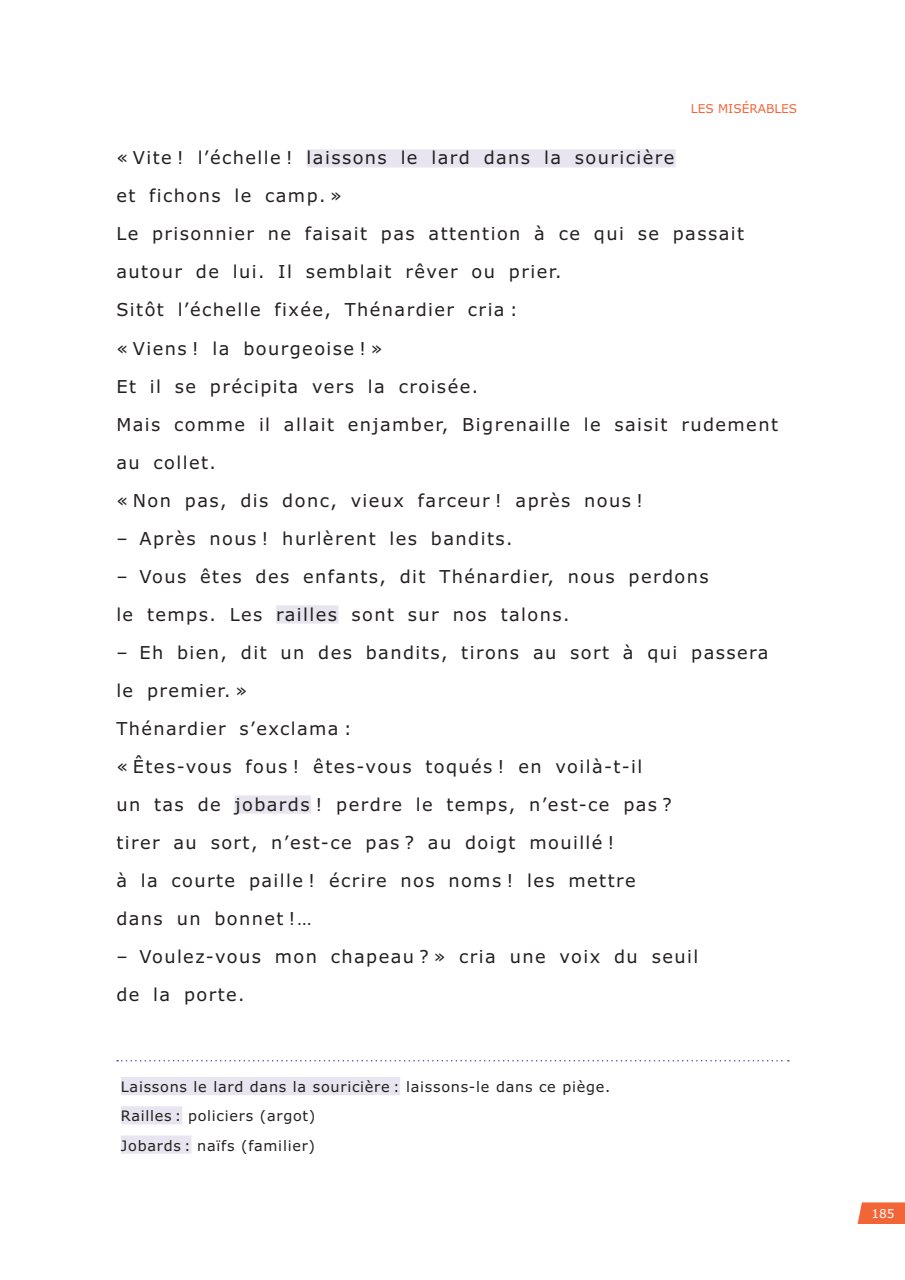 LES MISÉRABLES
« Vite ! l’échelle ! laissons le lard dans la souricière
et fichons le camp. »
Le prisonnier ne faisait pas attention à ce qui se passait
autour de lui. Il semblait rêver ou prier.
Sitôt l’échelle fixée, Thénardier cria :
« Viens ! la bourgeoise ! »
Et il se précipita vers la croisée.
Mais comme il allait enjamber, Bigrenaille le saisit rudement
au collet.
« Non pas, dis donc, vieux farceur ! après nous !
– Après nous ! hurlèrent les bandits.
– Vous êtes des enfants, dit Thénardier, nous perdons
le temps. Les railles sont sur nos talons.
– Eh bien, dit un des bandits, tirons au sort à qui passera
le premier. »
Thénardier s’exclama :
« Êtes-vous fous ! êtes-vous toqués ! en voilà-t-il
un tas de jobards ! perdre le temps, n’est-ce pas ?
tirer au sort, n’est-ce pas ? au doigt mouillé !
à la courte paille ! écrire nos noms ! les mettre
dans un bonnet !…
– Voulez-vous mon chapeau ? » cria une voix du seuil
de la porte.
Laissons le lard dans la souricière : laissons-le dans ce piège.
Railles : policiers (argot)
Jobards : naïfs (familier)
185